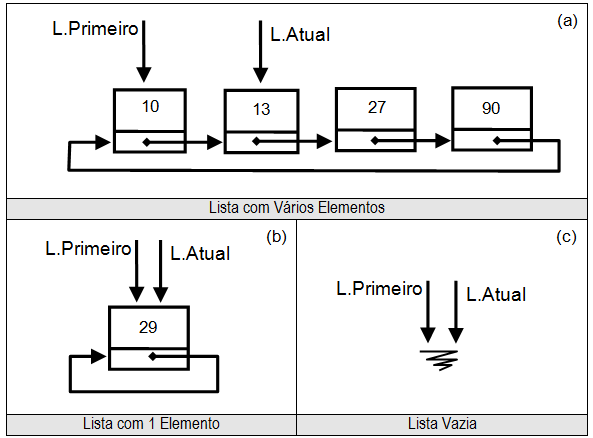 (a)
L.Primeiro
L.Atual
10
13
27
90
Lista com Vários Elementos
(b)
L.Primeiro
L.Atual
29
Lista com 1 Elemento
(c)
L.Primeiro
L.Atual
Lista Vazia